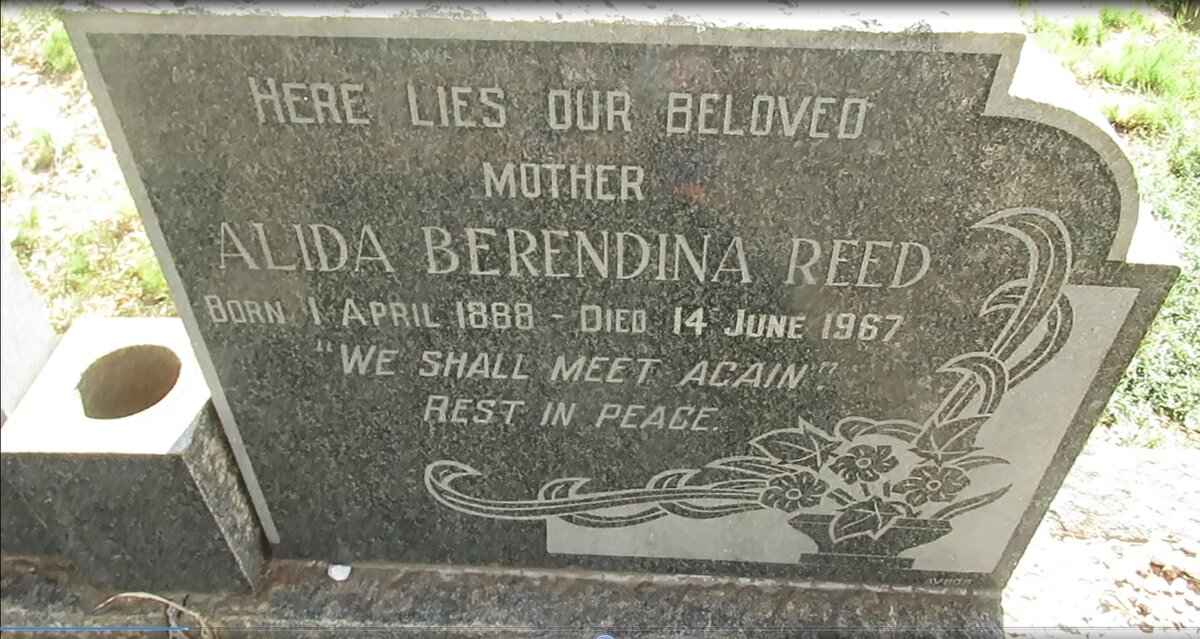 HERE LIES OUR BELOVED
MOTHER
ALIDA BERENDINA REED
BORN 1 APRIL 1888 - DIED 14 JUNE 1967
"WE SHALL MEET AGAIN"
REST IN PEACE.